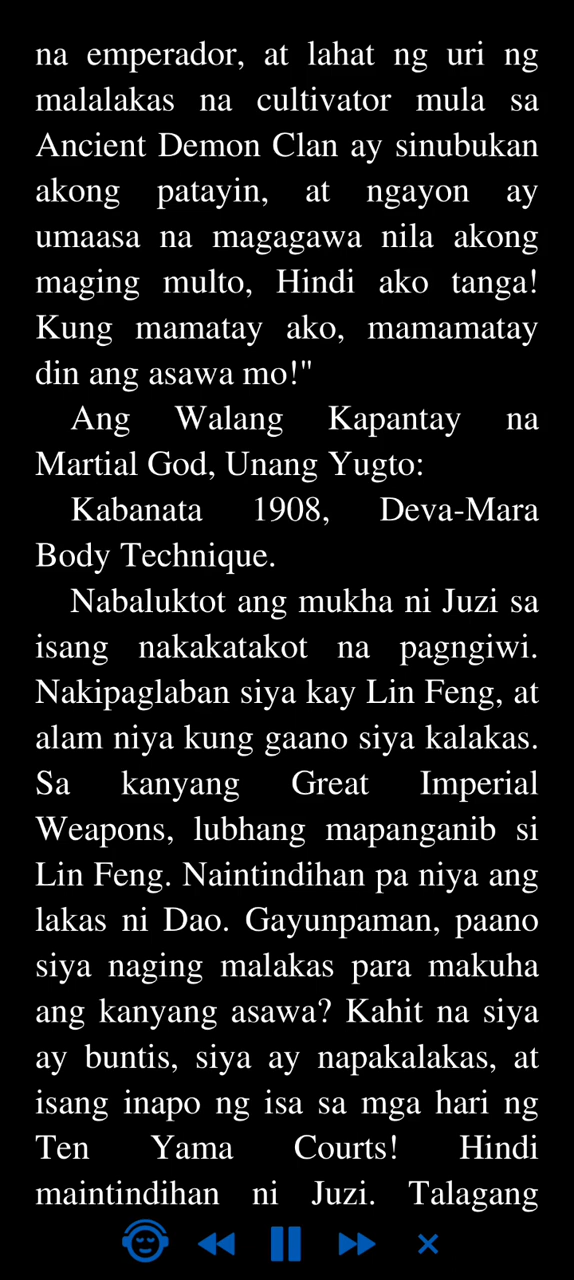 na emperador, at lahat ng uri ng
malalakas na cultivator mula sa
Ancient Demon Clan ay sinubukan
akong patayin, at ngayon ay
umaasa na magagawa nila akong
maging multo, Hindi ako tanga!
Kung mamatay ako, mamamatay
din ang asawa mo!"
Ang Walang Kapantay na
Martial God, Unang Yugto:
Kabanata 1908, Deva-Mara
Body Technique.
Nabaluktot ang mukha ni Juzi sa
isang nakakatakot na pagngiwi.
Nakipaglaban siya kay Lin Feng, at
alam niya kung gaano siya kalakas.
Sa kanyang Great Imperial
Weapons, lubhang mapanganib si
Lin Feng. Naintindihan pa niya ang
lakas ni Dao. Gayunpaman, paano
siya naging malakas para makuha
ang kanyang asawa? Kahit na siya
ay buntis, siya ay napakalakas, at
isang inapo ng isa sa mga hari ng
Ten Yama Courts! Hindi
maintindihan ni Juzi. Talagang